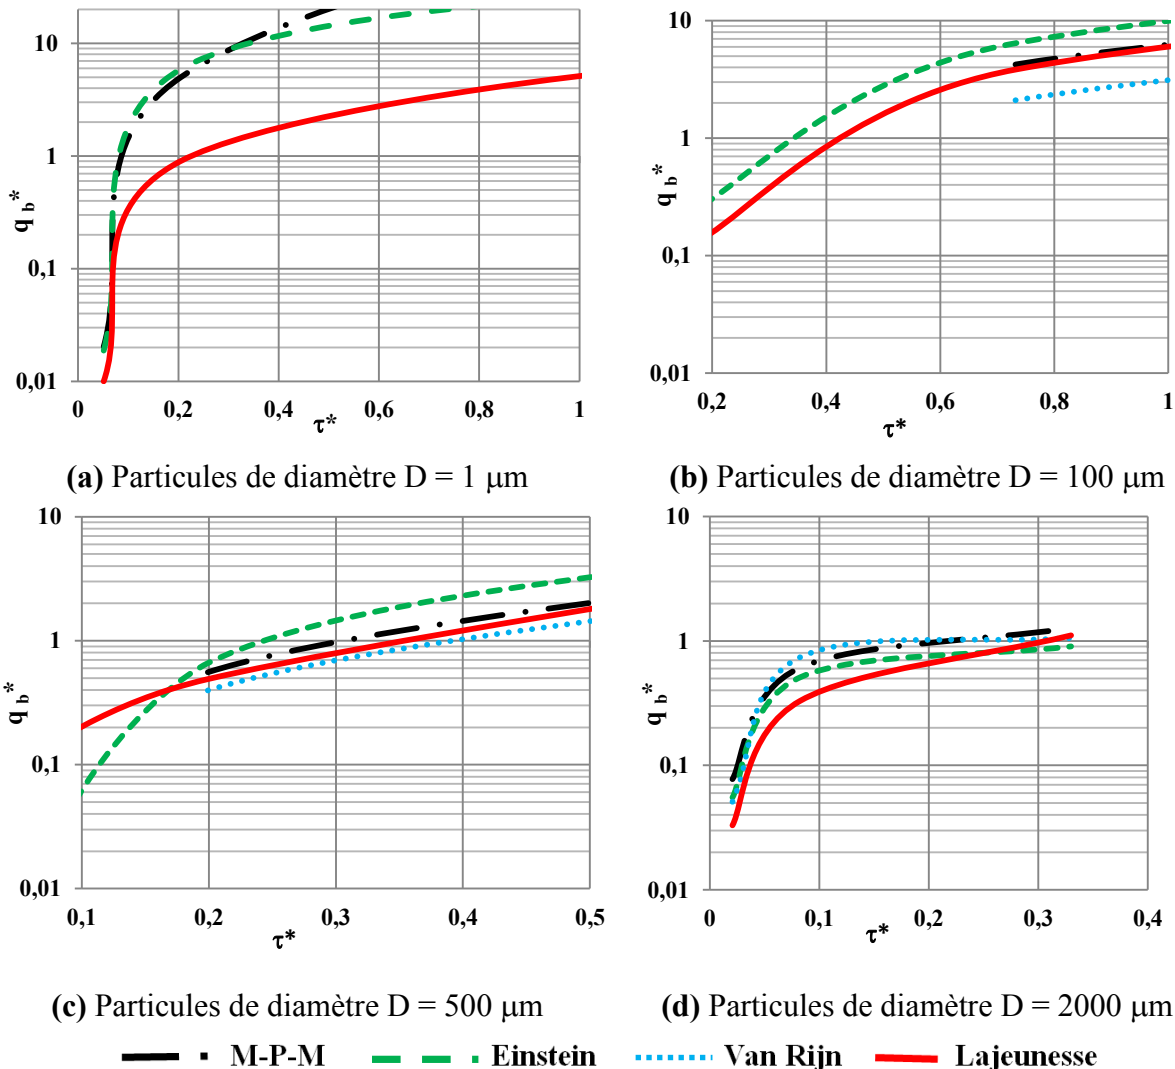 10
1
0,1
0,01
q b*
0 0,2 0,4 0,6 0,8 1
τ*
(a) Particules de diamètre D = 1 μm
10
1
0,1
0,01
q b*
0,2 0,4 0,6 0,8 1
τ*
(b) Particules de diamètre D = 100 μm
10
1
0,1
0,01
q b*
0,1 0,2 0,3 0,4 0,5
τ*
(c) Particules de diamètre D = 500 μm
10
1
0,1
0,01
q b*
0 0,1 0,2 0,3 0,4
τ*
(d) Particules de diamètre D = 2000 μm
M-P-M Einstein Van Rijn Lajeunesse